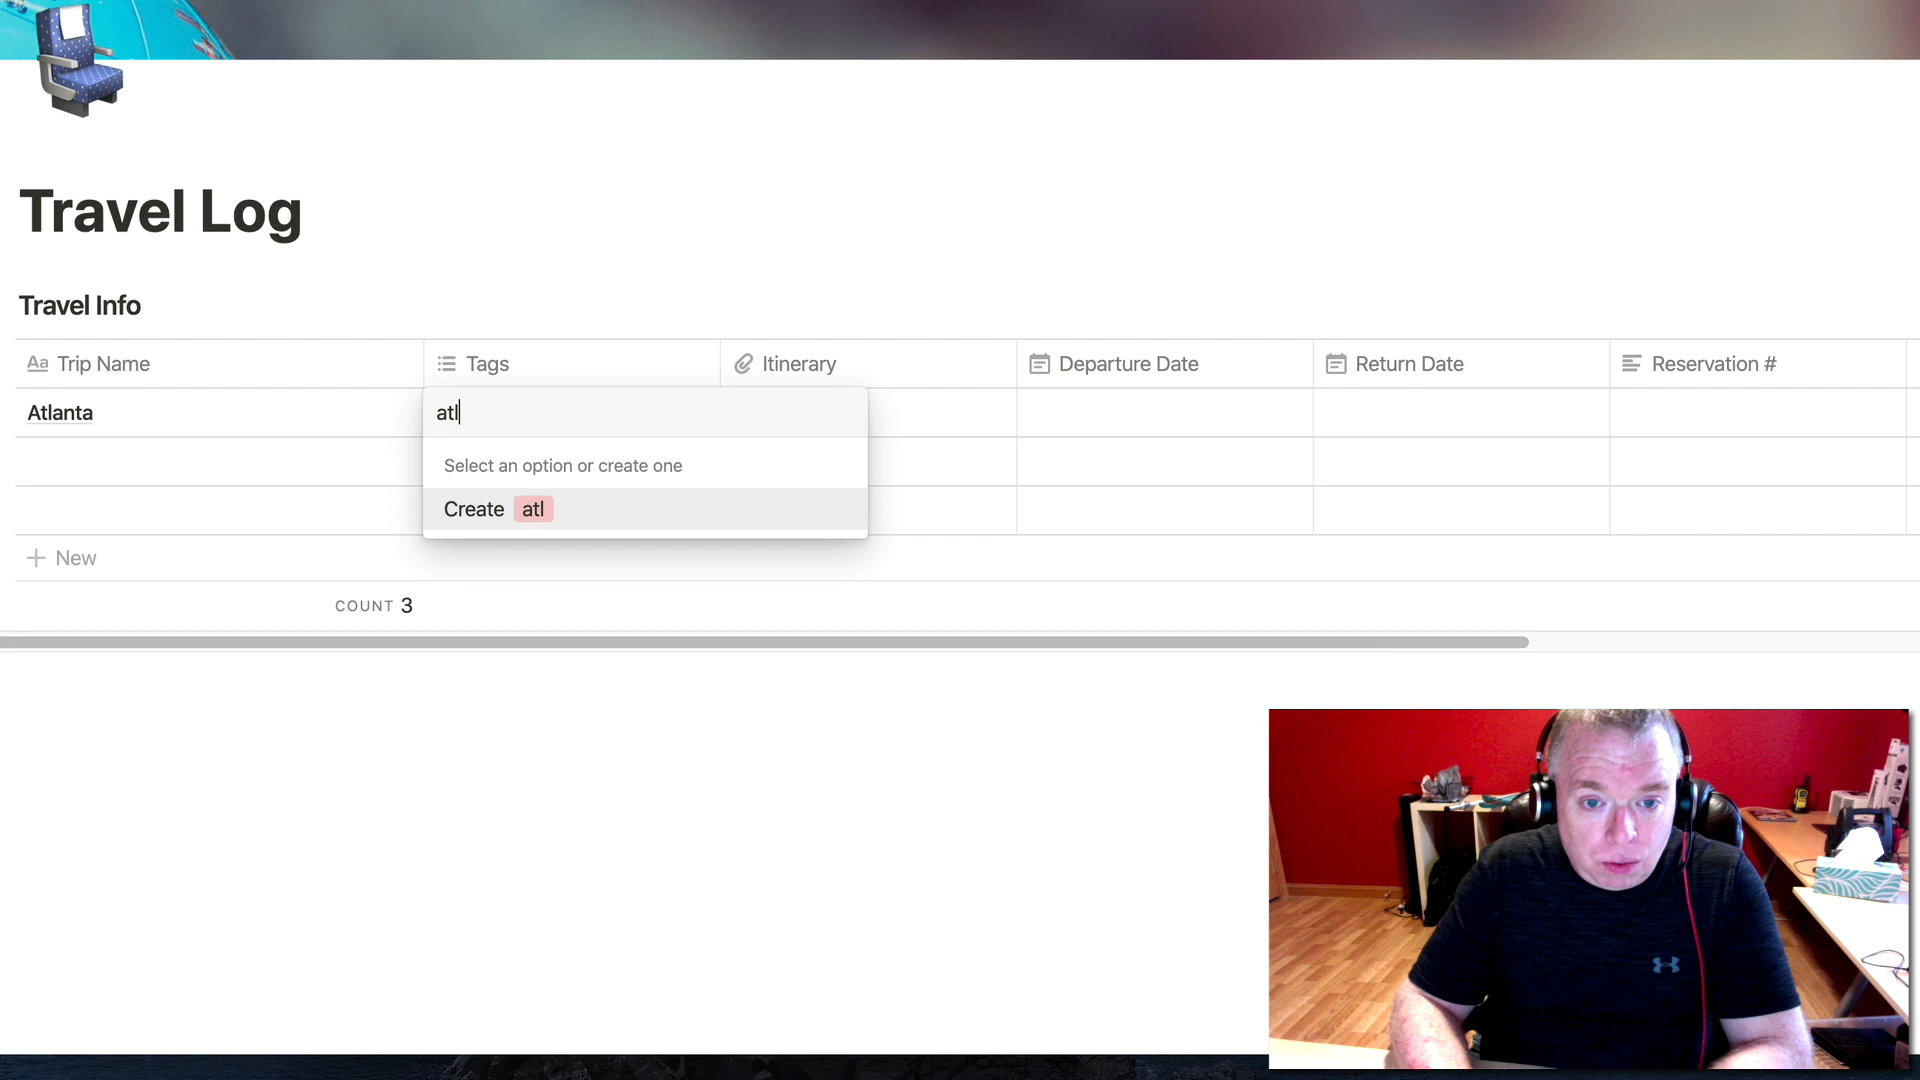 Travel Log
Travel Info
Aa Trip Name Tags Itinerary Departure Date Return Date Reservation #
Atlanta atl
Select an option or create one
Create atl
+ New
COUNT 3